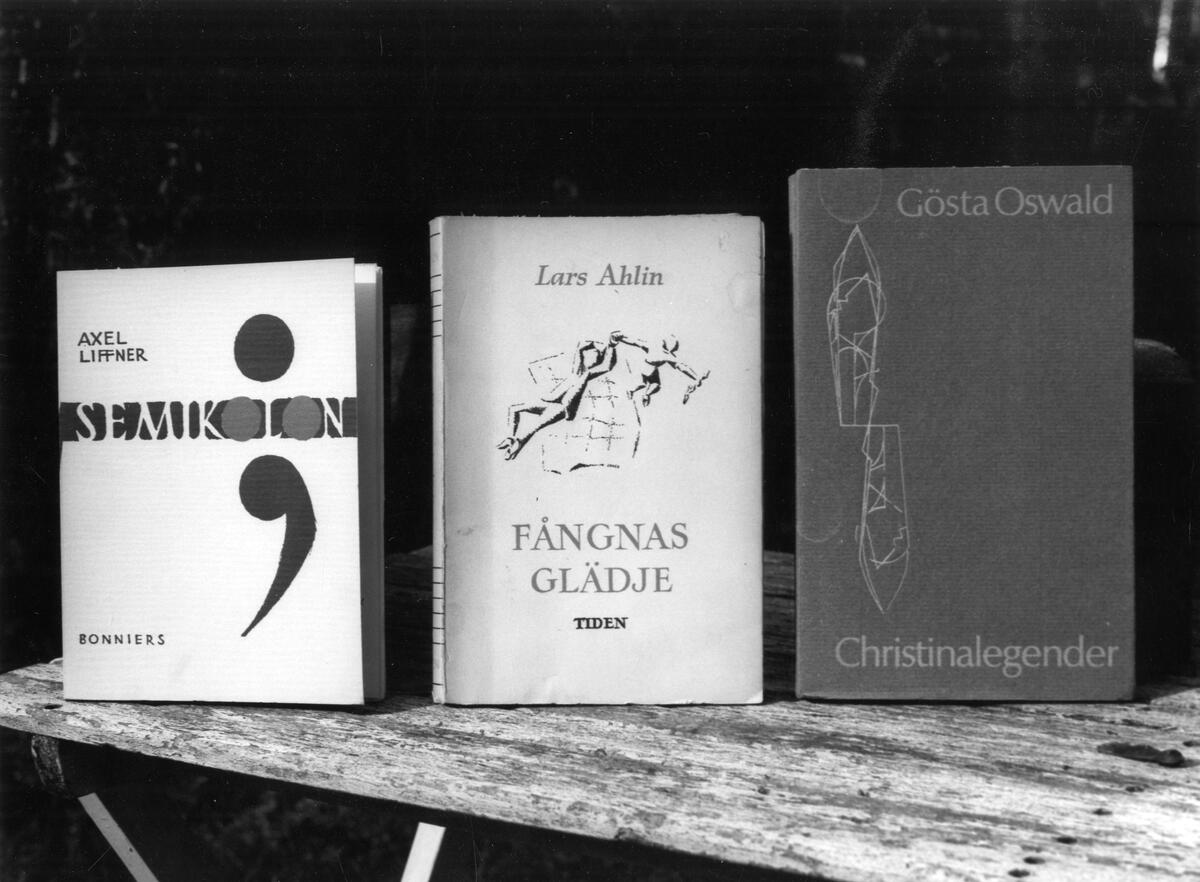 AXEL
LIFFNER
SEMIKOLON
BONNIERS
Lars Ahlin
FÅNGNAS
GLÄDJE
TIDEN
Gösta Oswald
Christinalegender